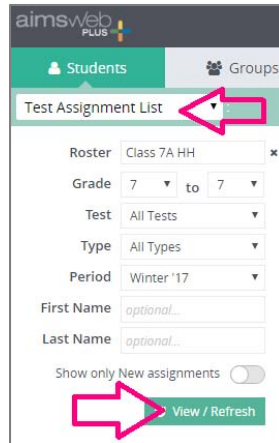 aimsweb
PLUS
Students Groups
Test Assignment List
Roster Class 7A HH
Grade 7 to 7
Test All Tests
Type All Types
Period Winter '17
First Name optional...
Last Name optional...
Show only New assignments
View / Refresh